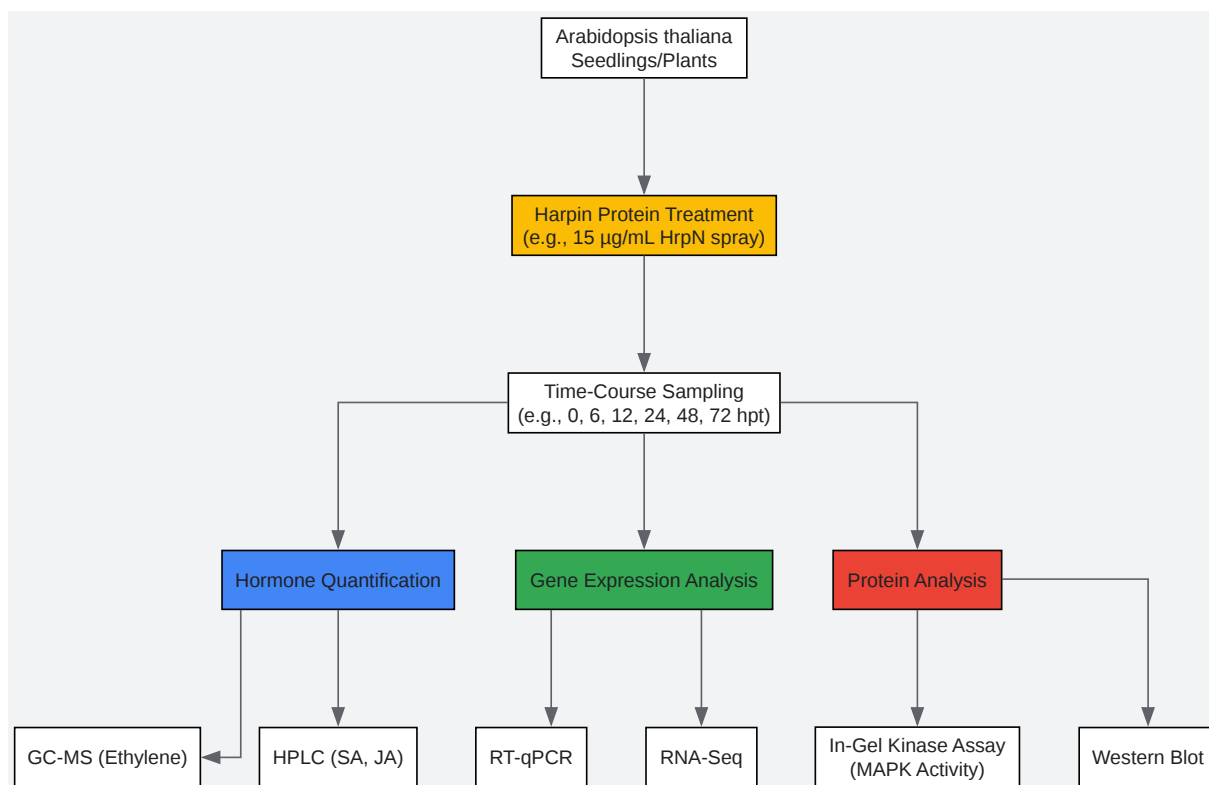 Arabidopsis thaliana
Seedlings/Plants
Harpin Protein Treatment
(e.g., 15 µg/mL HrpN spray)
Time-Course Sampling
(e.g., 0, 6, 12, 24, 48, 72 hpt)
Hormone Quantification
Gene Expression Analysis
Protein Analysis
GC-MS (Ethylene)
HPLC (SA, JA)
RT-qPCR
RNA-Seq
In-Gel Kinase Assay
(MAPK Activity)
Western Blot